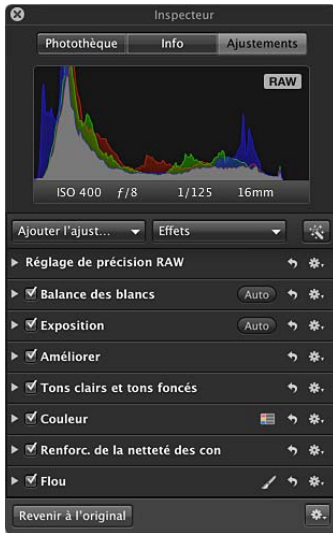 Inspecteur
Photothèque Info Ajustements
RAW
ISO 400 ƒ/8 1/125 16mm
Ajouter l'ajust... Effets
Réglage de précision RAW
Balance des blancs Auto
Exposition Auto
Améliorer
Tons clairs et tons foncés
Couleur
Renforc. de la netteté des con
Flou
Revenir à l'original